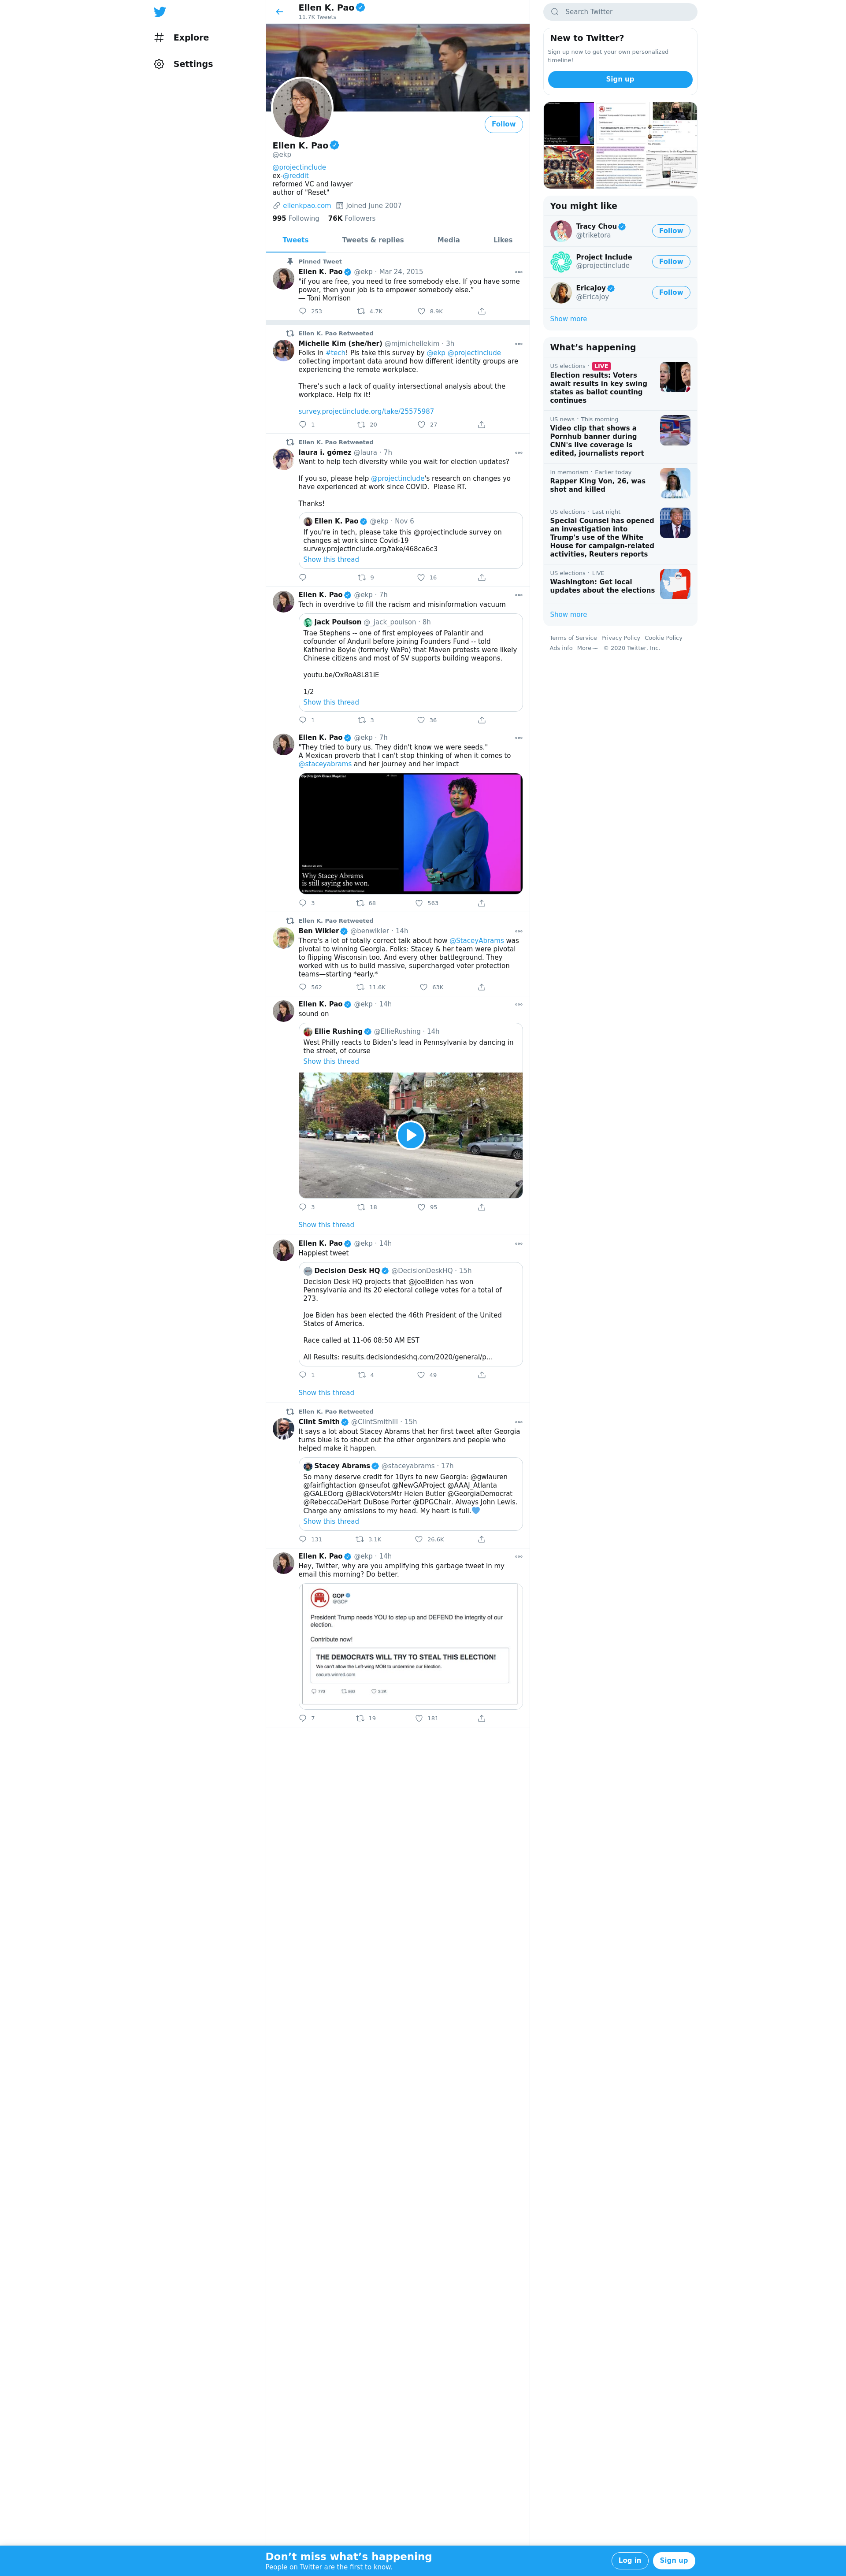 Explore
Settings
Ellen K. Pao
11.7K Tweets
Follow
Ellen K. Pao
@ekp
@projectinclude
ex-@reddit
reformed VC and lawyer
author of "Reset"
ellenkpao.com Joined June 2007
995 Following 76K Followers
Tweets Tweets & replies Media Likes
Pinned Tweet
Ellen K. Pao @ekp · Mar 24, 2015
"if you are free, you need to free somebody else. If you have some
power, then your job is to empower somebody else."
— Toni Morrison
253 4.7K 8.9K
Ellen K. Pao Retweeted
Michelle Kim (she/her) @mjmichellekim · 3h
Folks in #tech! Pls take this survey by @ekp @projectinclude
collecting important data around how different identity groups are
experiencing the remote workplace.
There’s such a lack of quality intersectional analysis about the
workplace. Help fix it!
survey.projectinclude.org/take/25575987
1 20 27
Ellen K. Pao Retweeted
laura i. gómez @laura · 7h
Want to help tech diversity while you wait for election updates?
If you so, please help @projectinclude's research on changes yo
have experienced at work since COVID. Please RT.
Thanks!
Ellen K. Pao @ekp · Nov 6
If you're in tech, please take this @projectinclude survey on
changes at work since Covid-19
survey.projectinclude.org/take/468ca6c3
Show this thread
9 16
Ellen K. Pao @ekp · 7h
Tech in overdrive to fill the racism and misinformation vacuum
Jack Poulson @_jack_poulson · 8h
Trae Stephens -- one of first employees of Palantir and
cofounder of Anduril before joining Founders Fund -- told
Katherine Boyle (formerly WaPo) that Maven protests were likely
Chinese citizens and most of SV supports building weapons.
youtu.be/OxRoA8L81iE
1/2
Show this thread
1 3 36
Ellen K. Pao @ekp · 7h
"They tried to bury us. They didn't know we were seeds."
A Mexican proverb that I can't stop thinking of when it comes to
@staceyabrams and her journey and her impact
The New York Times Magazine
Why Stacey Abrams
is still saying she won.
3 68 563
Ellen K. Pao Retweeted
Ben Wikler @benwikler · 14h
There's a lot of totally correct talk about how @StaceyAbrams was
pivotal to winning Georgia. Folks: Stacey & her team were pivotal
to flipping Wisconsin too. And every other battleground. They
worked with us to build massive, supercharged voter protection
teams—starting *early.*
562 11.6K 63K
Ellen K. Pao @ekp · 14h
sound on
Ellie Rushing @EllieRushing · 14h
West Philly reacts to Biden’s lead in Pennsylvania by dancing in
the street, of course
Show this thread
3 18 95
Show this thread
Ellen K. Pao @ekp · 14h
Happiest tweet
Decision Desk HQ @DecisionDeskHQ · 15h
Decision Desk HQ projects that @JoeBiden has won
Pennsylvania and its 20 electoral college votes for a total of
273.
Joe Biden has been elected the 46th President of the United
States of America.
Race called at 11-06 08:50 AM EST
All Results: results.decisiondeskhq.com/2020/general/p…
1 4 49
Show this thread
Ellen K. Pao Retweeted
Clint Smith @ClintSmithIII · 15h
It says a lot about Stacey Abrams that her first tweet after Georgia
turns blue is to shout out the other organizers and people who
helped make it happen.
Stacey Abrams @staceyabrams · 17h
So many deserve credit for 10yrs to new Georgia: @gwlauren
@fairfightaction @nseufot @NewGAProject @AAAJ_Atlanta
@GALEOorg @BlackVotersMtr Helen Butler @GeorgiaDemocrat
@RebeccaDeHart DuBose Porter @DPGChair. Always John Lewis.
Charge any omissions to my head. My heart is full.💙
Show this thread
131 3.1K 26.6K
Ellen K. Pao @ekp · 14h
Hey, Twitter, why are you amplifying this garbage tweet in my
email this morning? Do better.
GOP
@GOP
President Trump needs YOU to step up and DEFEND the integrity of our
election.
Contribute now!
THE DEMOCRATS WILL TRY TO STEAL THIS ELECTION!
We can't allow the Left-wing MOB to undermine our Election.
secure.winred.com
7 19 181
Search Twitter
New to Twitter?
Sign up now to get your own personalized
timeline!
Sign up
You might like
Tracy Chou
@triketora
Follow
Project Include
@projectinclude
Follow
EricaJoy
@EricaJoy
Follow
Show more
What’s happening
US elections · LIVE
Election results: Voters
await results in key swing
states as ballot counting
continues
US news · This morning
Video clip that shows a
Pornhub banner during
CNN's live coverage is
edited, journalists report
In memoriam · Earlier today
Rapper King Von, 26, was
shot and killed
US elections · Last night
Special Counsel has opened
an investigation into
Trump's use of the White
House for campaign-related
activities, Reuters reports
US elections · LIVE
Washington: Get local
updates about the elections
Show more
Terms of Service Privacy Policy Cookie Policy
Ads info More © 2020 Twitter, Inc.
Don’t miss what’s happening
People on Twitter are the first to know.
Log in
Sign up